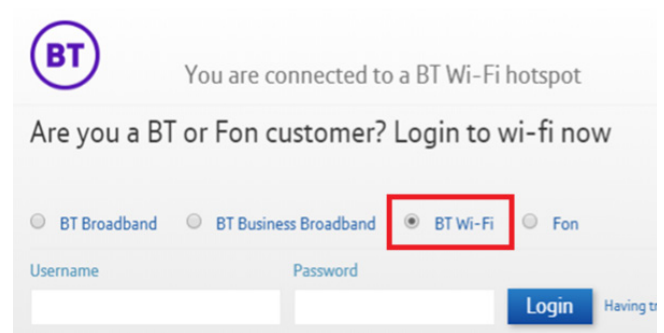 BT
You are connected to a BT Wi-Fi hotspot
Are you a BT or Fon customer? Login to wi-fi now
BT Broadband BT Business Broadband BT Wi-Fi Fon
Username Password
Login Having